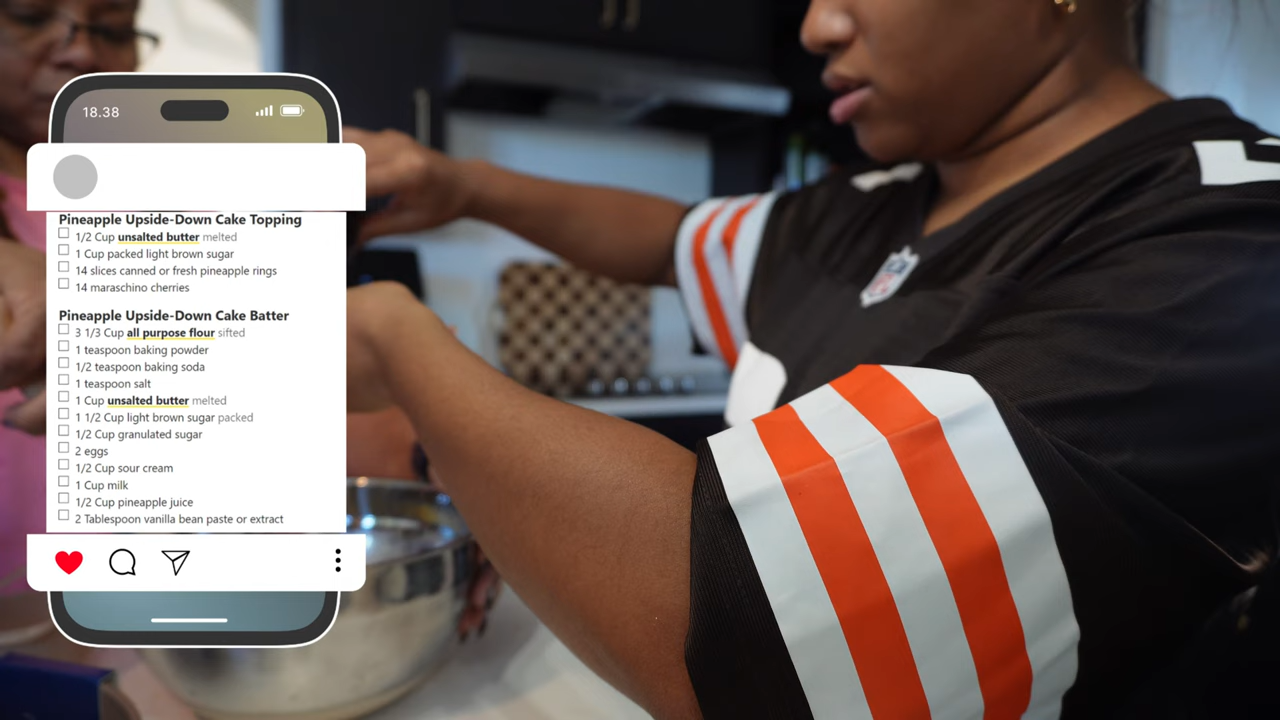 18.38
Pineapple Upside-Down Cake Topping
1/2 Cup unsalted butter melted
1 Cup packed light brown sugar
14 slices canned or fresh pineapple rings
14 maraschino cherries
Pineapple Upside-Down Cake Batter
3 1/3 Cup all purpose flour sifted
1 teaspoon baking powder
1/2 teaspoon baking soda
1 teaspoon salt
1 Cup unsalted butter melted
1 1/2 Cup light brown sugar packed
1/2 Cup granulated sugar
2 eggs
1/2 Cup sour cream
1 Cup milk
1/2 Cup pineapple juice
2 Tablespoon vanilla bean paste or extract
NFL